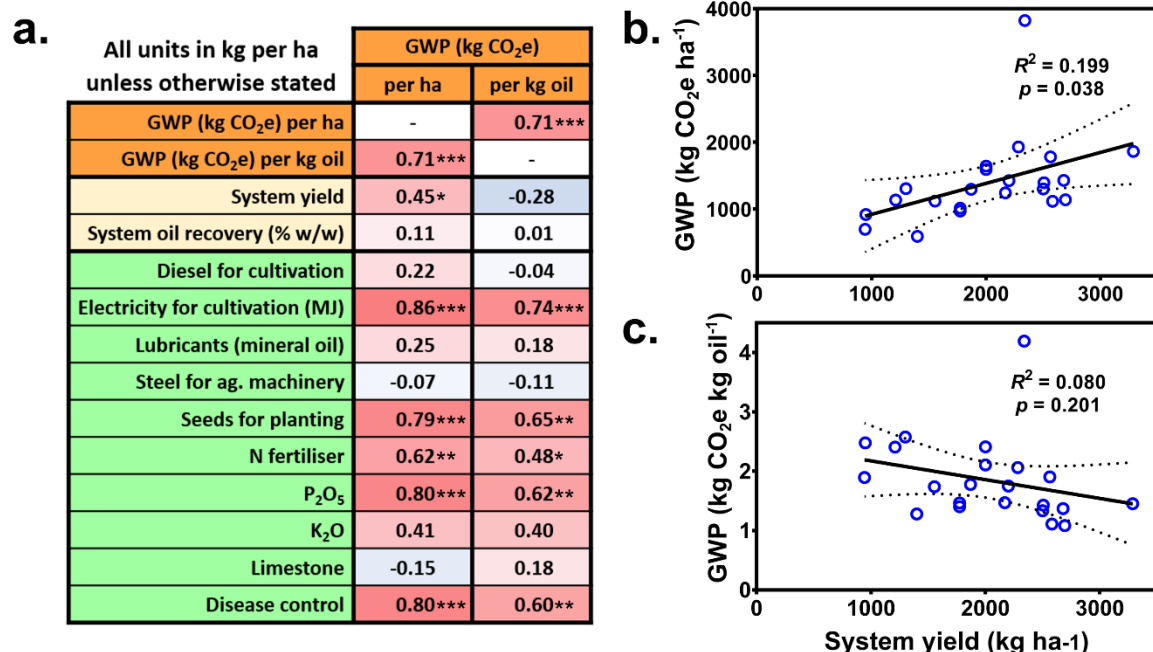 a.
All units in kg per ha
unless otherwise stated
GWP (kg CO₂e)
per ha per kg oil
GWP (kg CO₂e) per ha - 0.71***
GWP (kg CO₂e) per kg oil 0.71*** -
System yield 0.45* -0.28
System oil recovery (% w/w) 0.11 0.01
Diesel for cultivation 0.22 -0.04
Electricity for cultivation (MJ) 0.86*** 0.74***
Lubricants (mineral oil) 0.25 0.18
Steel for ag. machinery -0.07 -0.11
Seeds for planting 0.79*** 0.65**
N fertiliser 0.62** 0.48*
P₂O₅ 0.80*** 0.62**
K₂O 0.41 0.40
Limestone -0.15 0.18
Disease control 0.80*** 0.60**
b.
GWP (kg CO₂e ha⁻¹)
4000
3000
2000
1000
0
R² = 0.199
p = 0.038
0 1000 2000 3000
c.
GWP (kg CO₂e kg oil⁻¹)
4
3
2
1
0
R² = 0.080
p = 0.201
0 1000 2000 3000
System yield (kg ha-1)